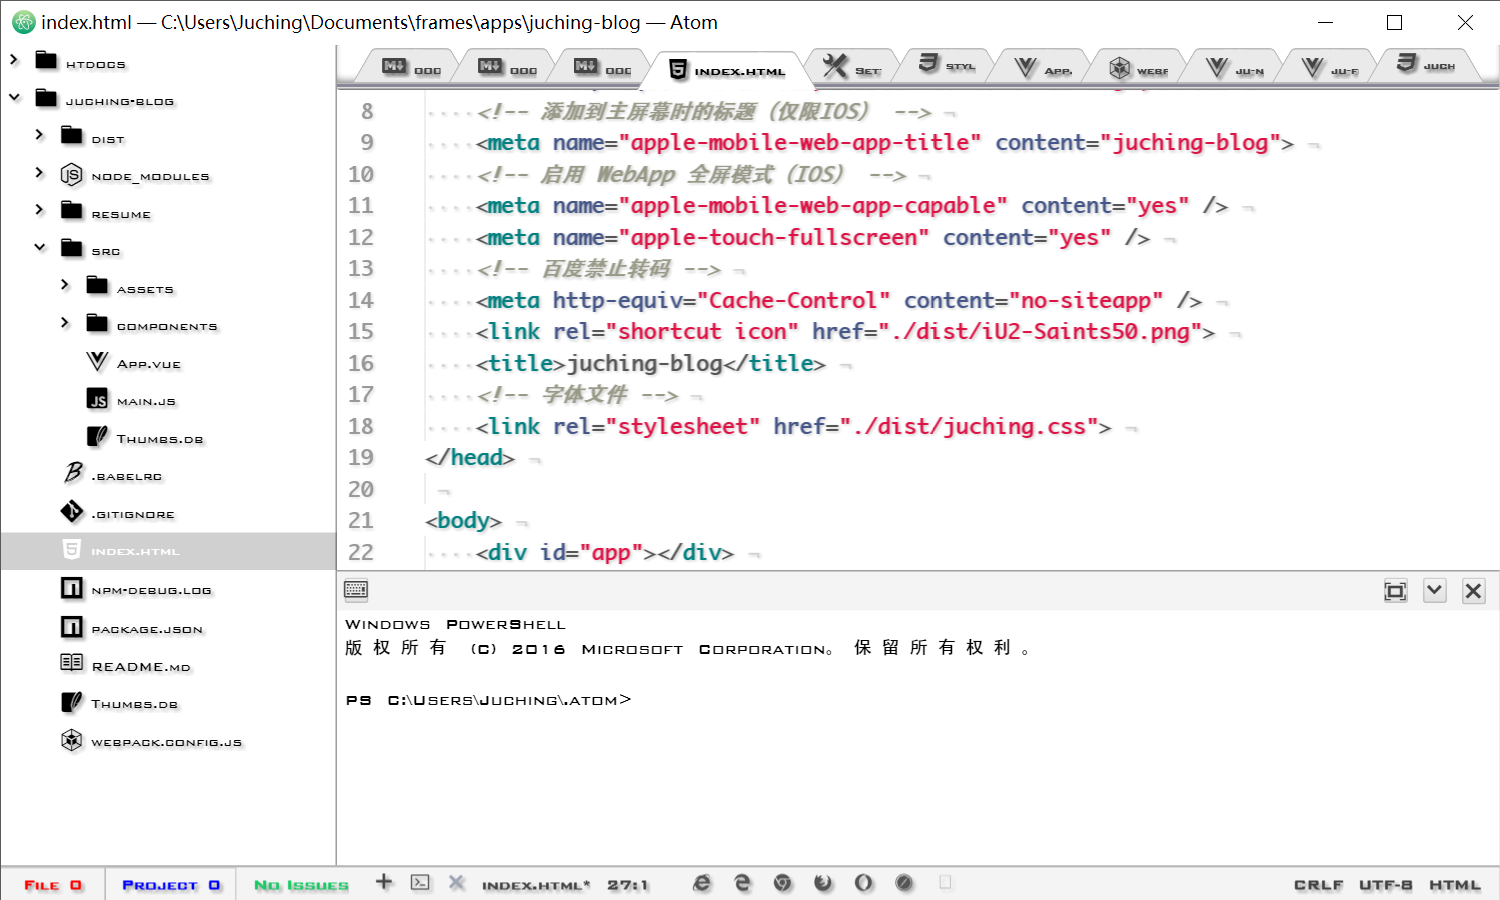 index.html — C:\Users\Juching\Documents\frames\apps\juching-blog — Atom
htdocs
juching-blog
dist
node_modules
resume
src
assets
components
App.vue
main.js
Thumbs.db
.babelrc
.gitignore
index.html
npm-debug.log
package.json
README.md
Thumbs.db
webpack.config.js
index.html
Set
styl
App.
ju-n
ju-f
juch
8 <!-- 添加到主屏幕时的标题（仅限IOS） --> ¬
9 <meta name="apple-mobile-web-app-title" content="juching-blog"> ¬
10 <!-- 启用 WebApp 全屏模式（IOS） --> ¬
11 <meta name="apple-mobile-web-app-capable" content="yes" /> ¬
12 <meta name="apple-touch-fullscreen" content="yes" /> ¬
13 <!-- 百度禁止转码 --> ¬
14 <meta http-equiv="Cache-Control" content="no-siteapp" /> ¬
15 <link rel="shortcut icon" href="./dist/iU2-Saints50.png"> ¬
16 <title>juching-blog</title> ¬
17 <!-- 字体文件 --> ¬
18 <link rel="stylesheet" href="./dist/juching.css"> ¬
19 </head> ¬
20 ¬
21 <body> ¬
22 <div id="app"></div> ¬
Windows PowerShell
版权所有 (C) 2016 Microsoft Corporation。保留所有权利。
PS C:\Users\Juching\.atom>
File 0 Project 0 No Issues index.html* 27:1 CRLF UTF-8 HTML